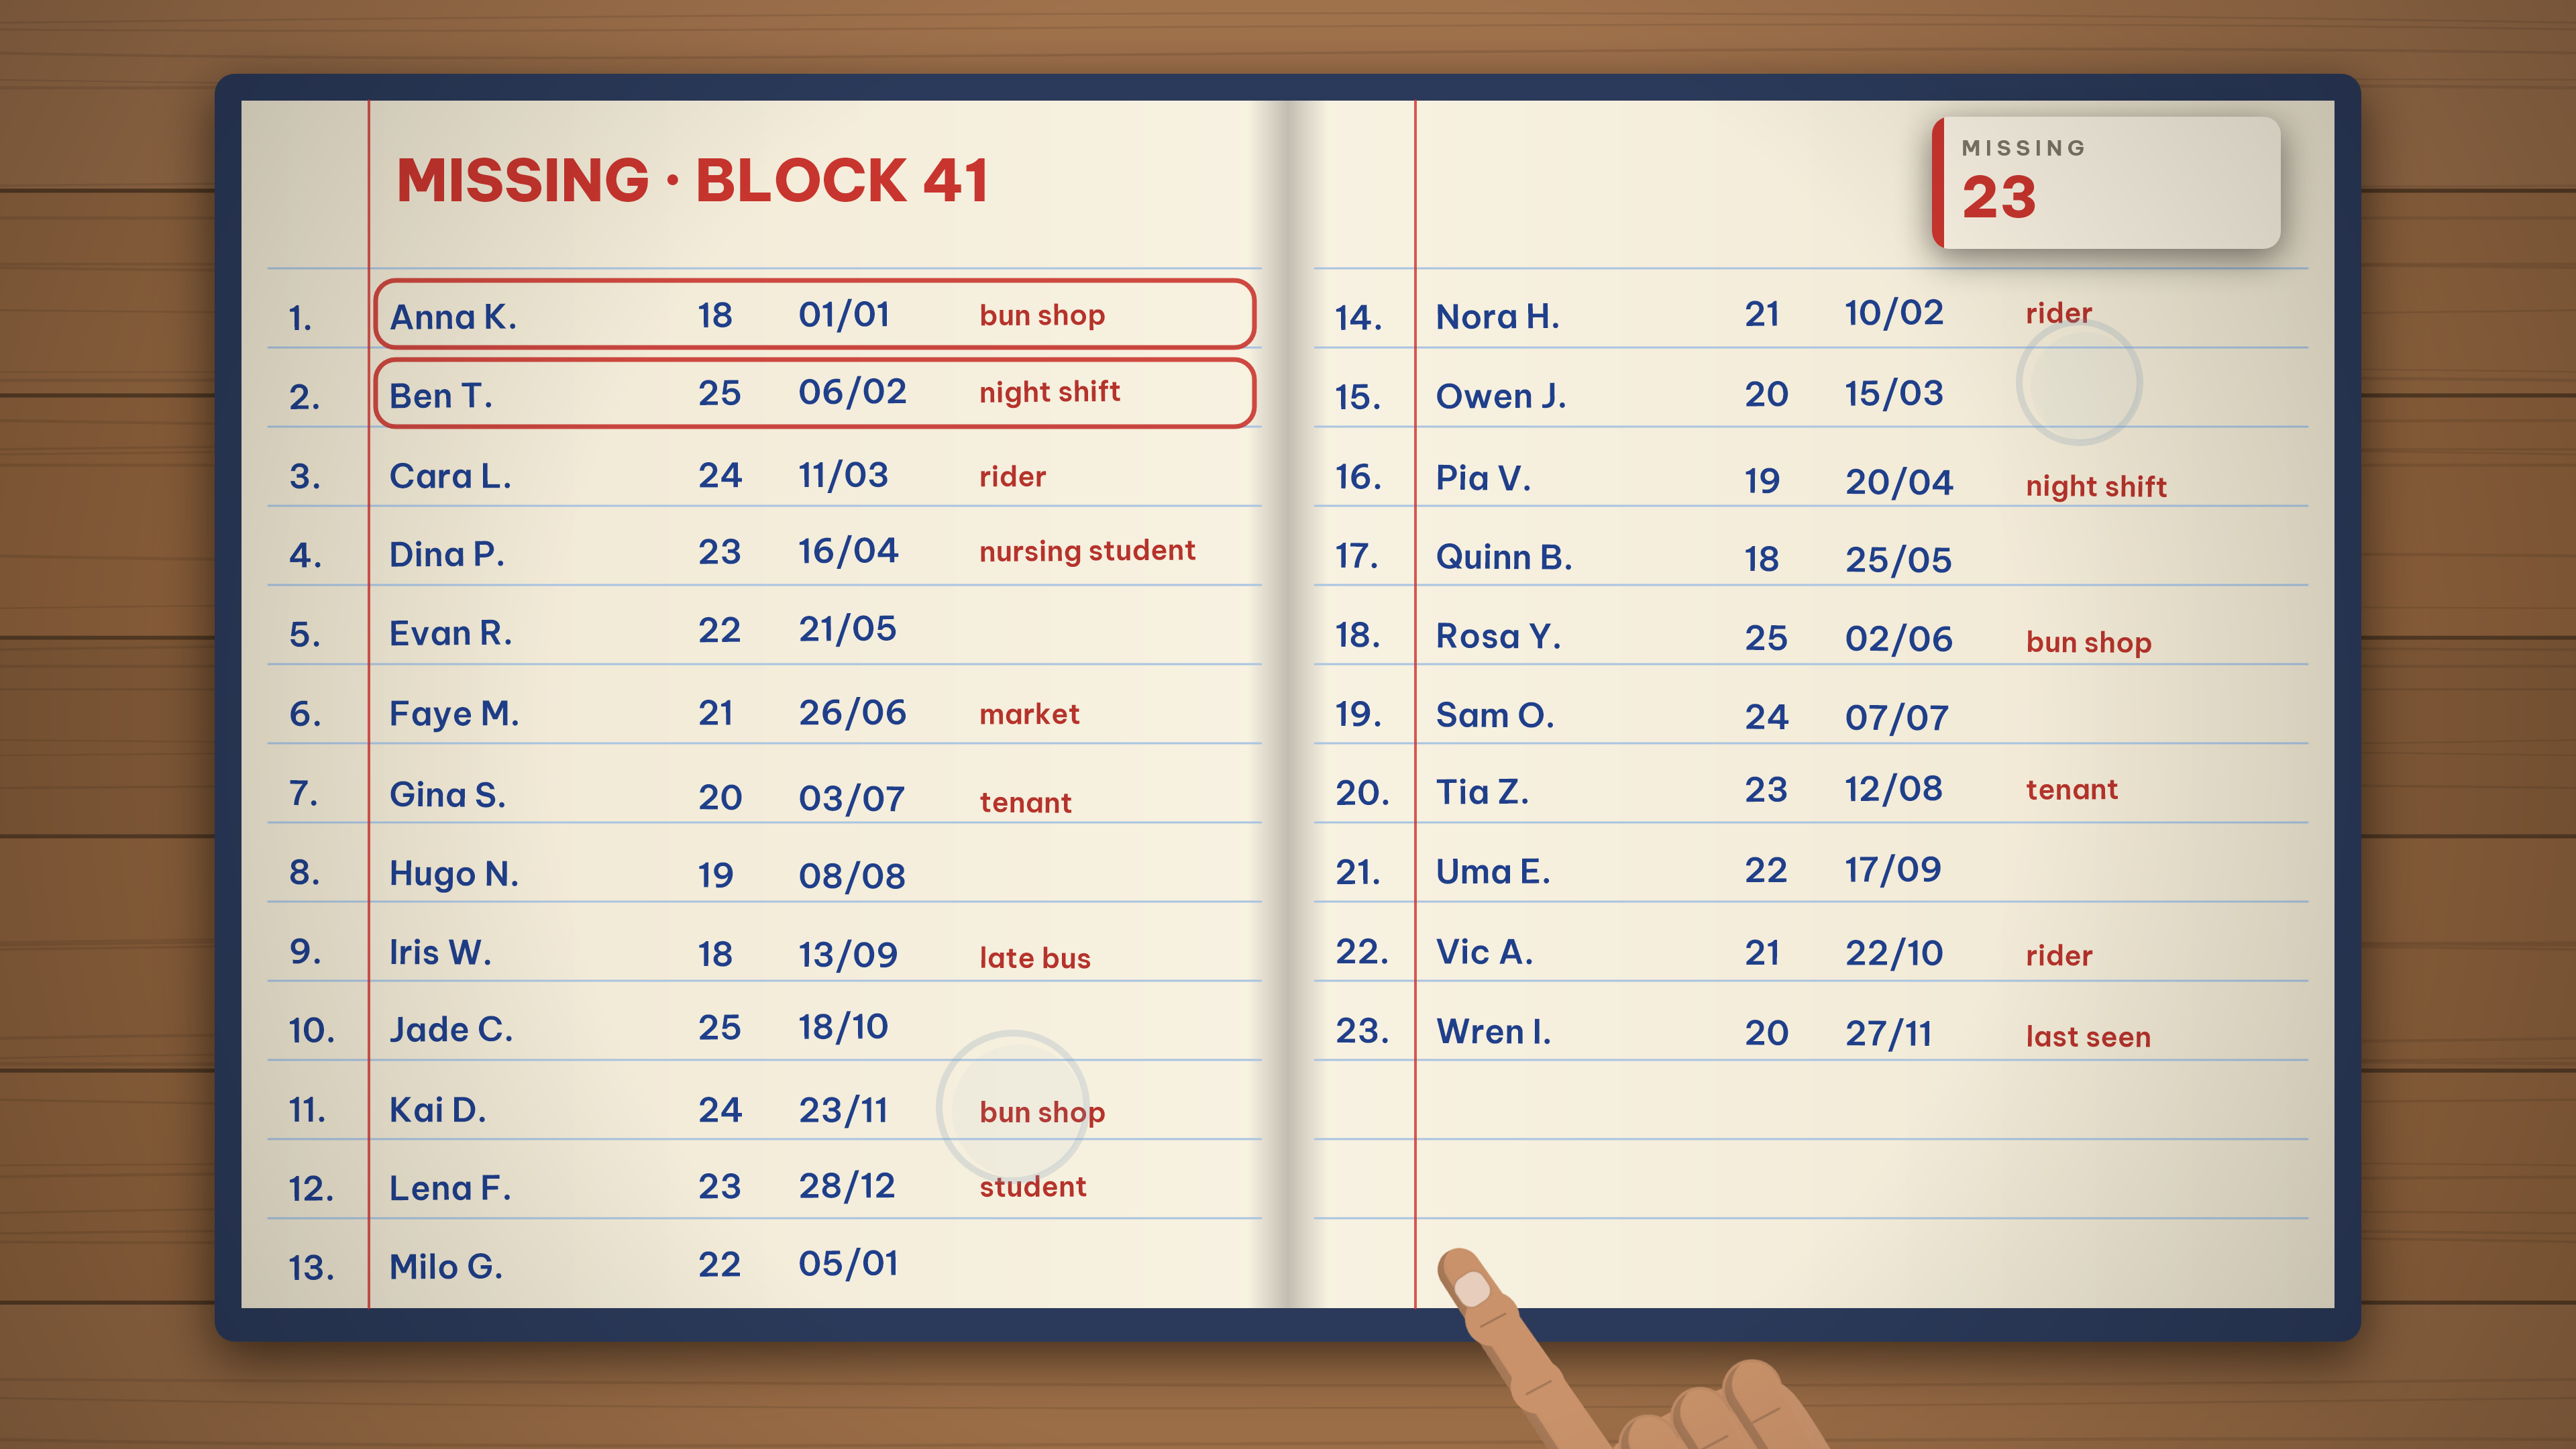 MISSING · BLOCK 41
1. Anna K. 18 01/01 bun shop
2. Ben T. 25 06/02 night shift
3. Cara L. 24 11/03 rider
4. Dina P. 23 16/04 nursing student
5. Evan R. 22 21/05
6. Faye M. 21 26/06 market
7. Gina S. 20 03/07 tenant
8. Hugo N. 19 08/08
9. Iris W. 18 13/09 late bus
10. Jade C. 25 18/10
11. Kai D. 24 23/11 bun shop
12. Lena F. 23 28/12 student
13. Milo G. 22 05/01
MISSING
23
14. Nora H. 21 10/02 rider
15. Owen J. 20 15/03
16. Pia V. 19 20/04 night shift
17. Quinn B. 18 25/05
18. Rosa Y. 25 02/06 bun shop
19. Sam O. 24 07/07
20. Tia Z. 23 12/08 tenant
21. Uma E. 22 17/09
22. Vic A. 21 22/10 rider
23. Wren I. 20 27/11 last seen